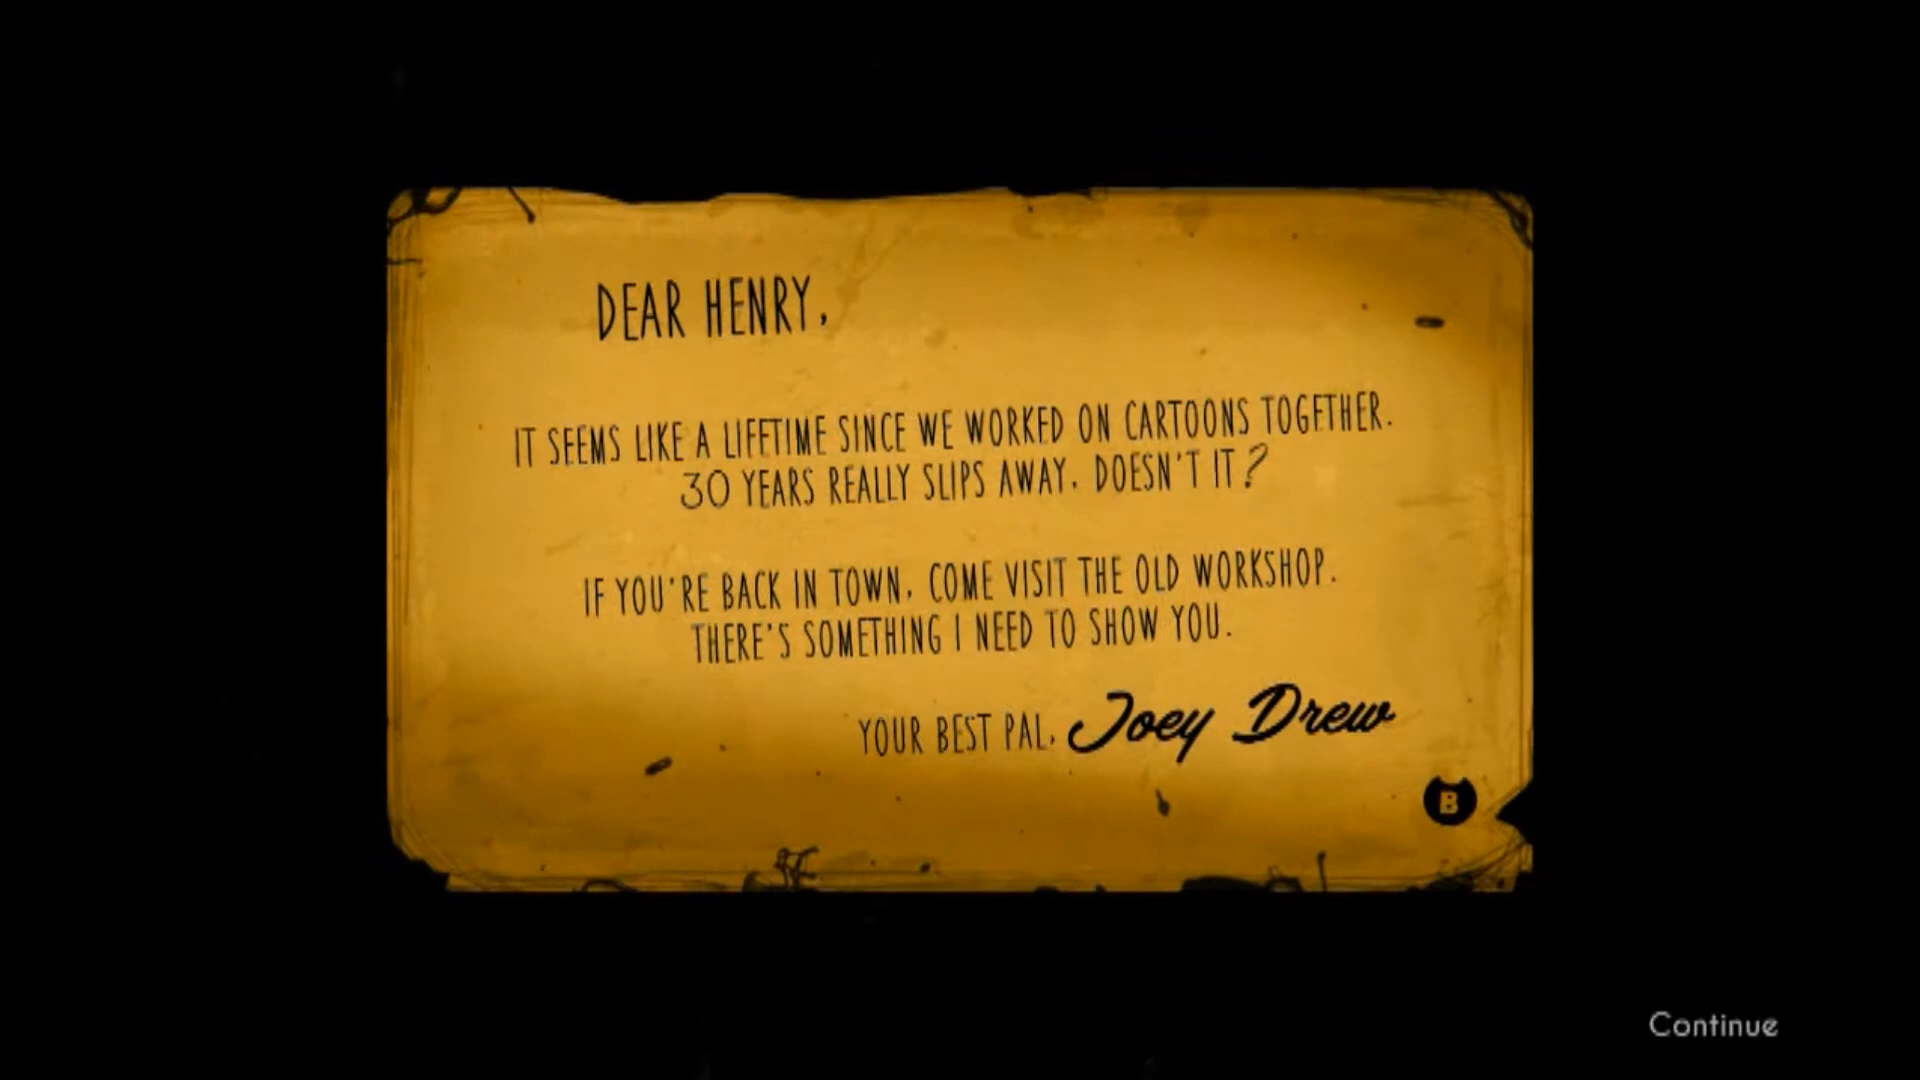 DEAR HENRY,
IT SEEMS LIKE A LIFETIME SINCE WE WORKED ON CARTOONS TOGETHER.
30 YEARS REALLY SLIPS AWAY, DOESN'T IT?
IF YOU'RE BACK IN TOWN, COME VISIT THE OLD WORKSHOP.
THERE'S SOMETHING I NEED TO SHOW YOU.
YOUR BEST PAL, Joey Drew
B
Continue